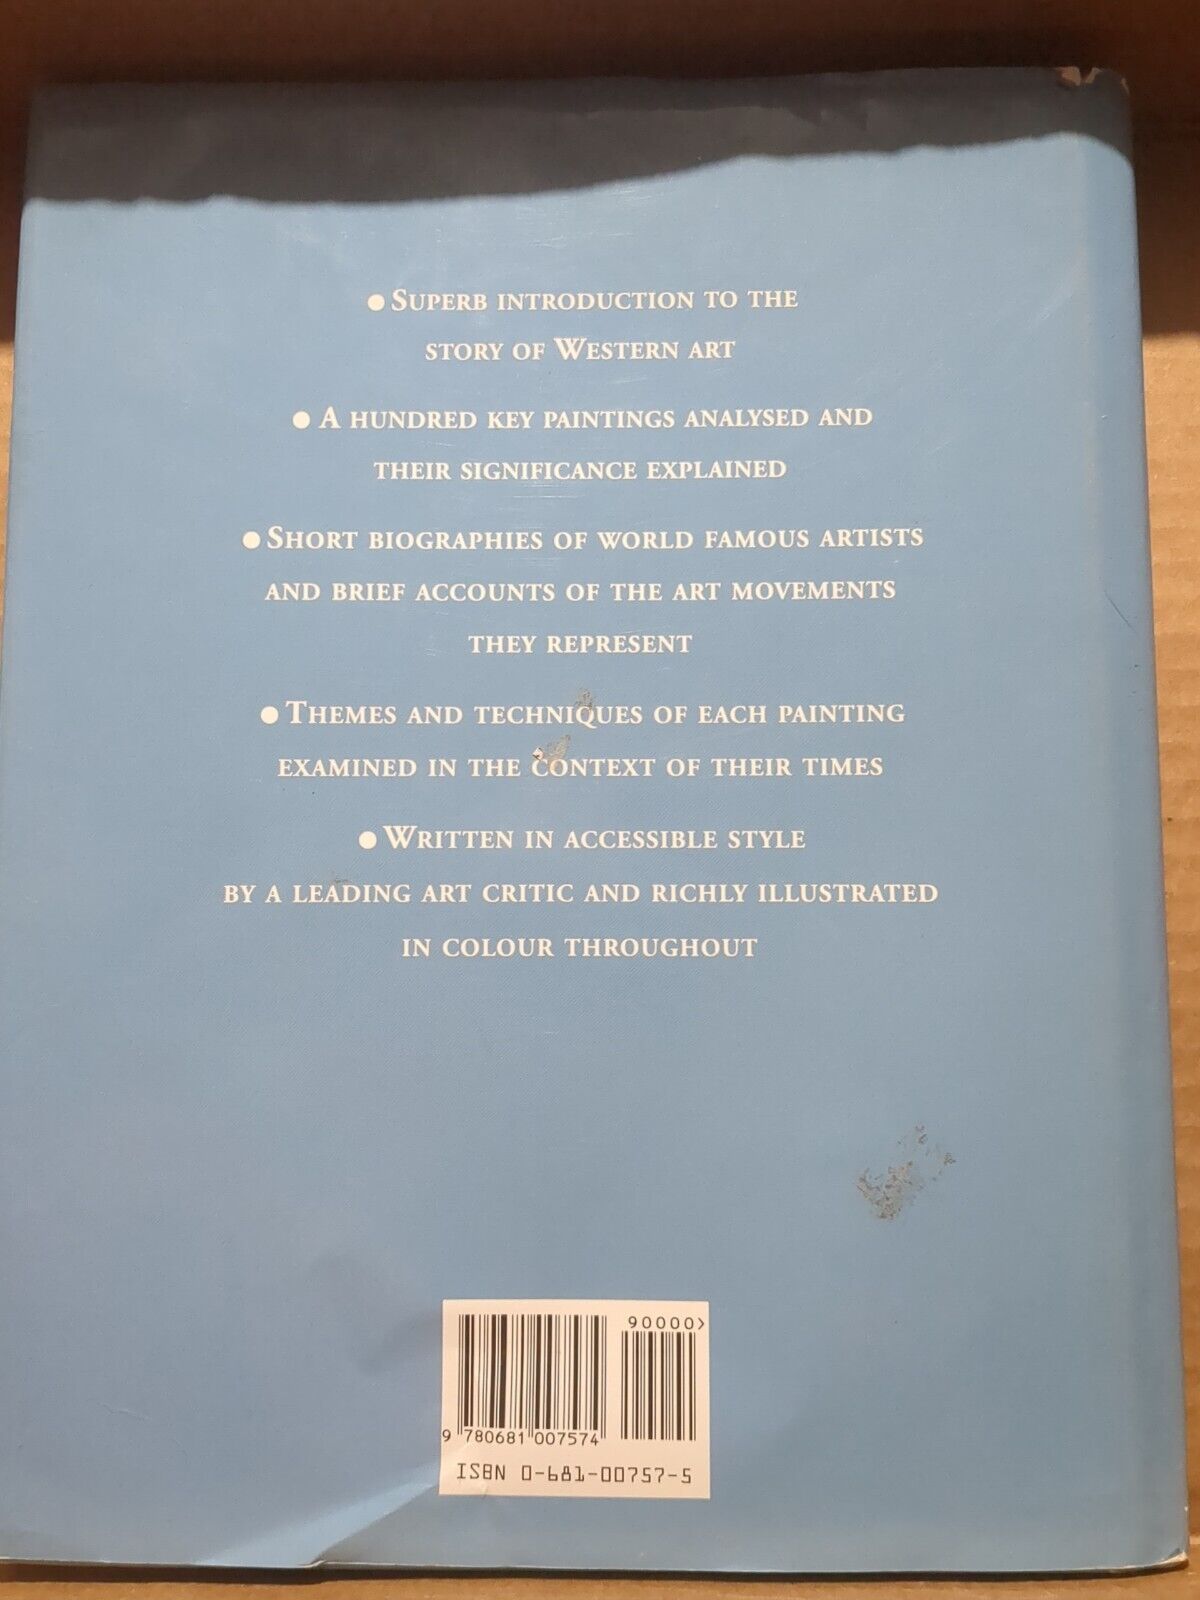 ● Superb introduction to the
story of Western art
● A hundred key paintings analysed and
their significance explained
● Short biographies of world famous artists
and brief accounts of the art movements
they represent
● Themes and techniques of each painting
examined in the context of their times
● Written in accessible style
by a leading art critic and richly illustrated
in colour throughout
90000>
9 780681 007574
ISBN 0-681-00757-5